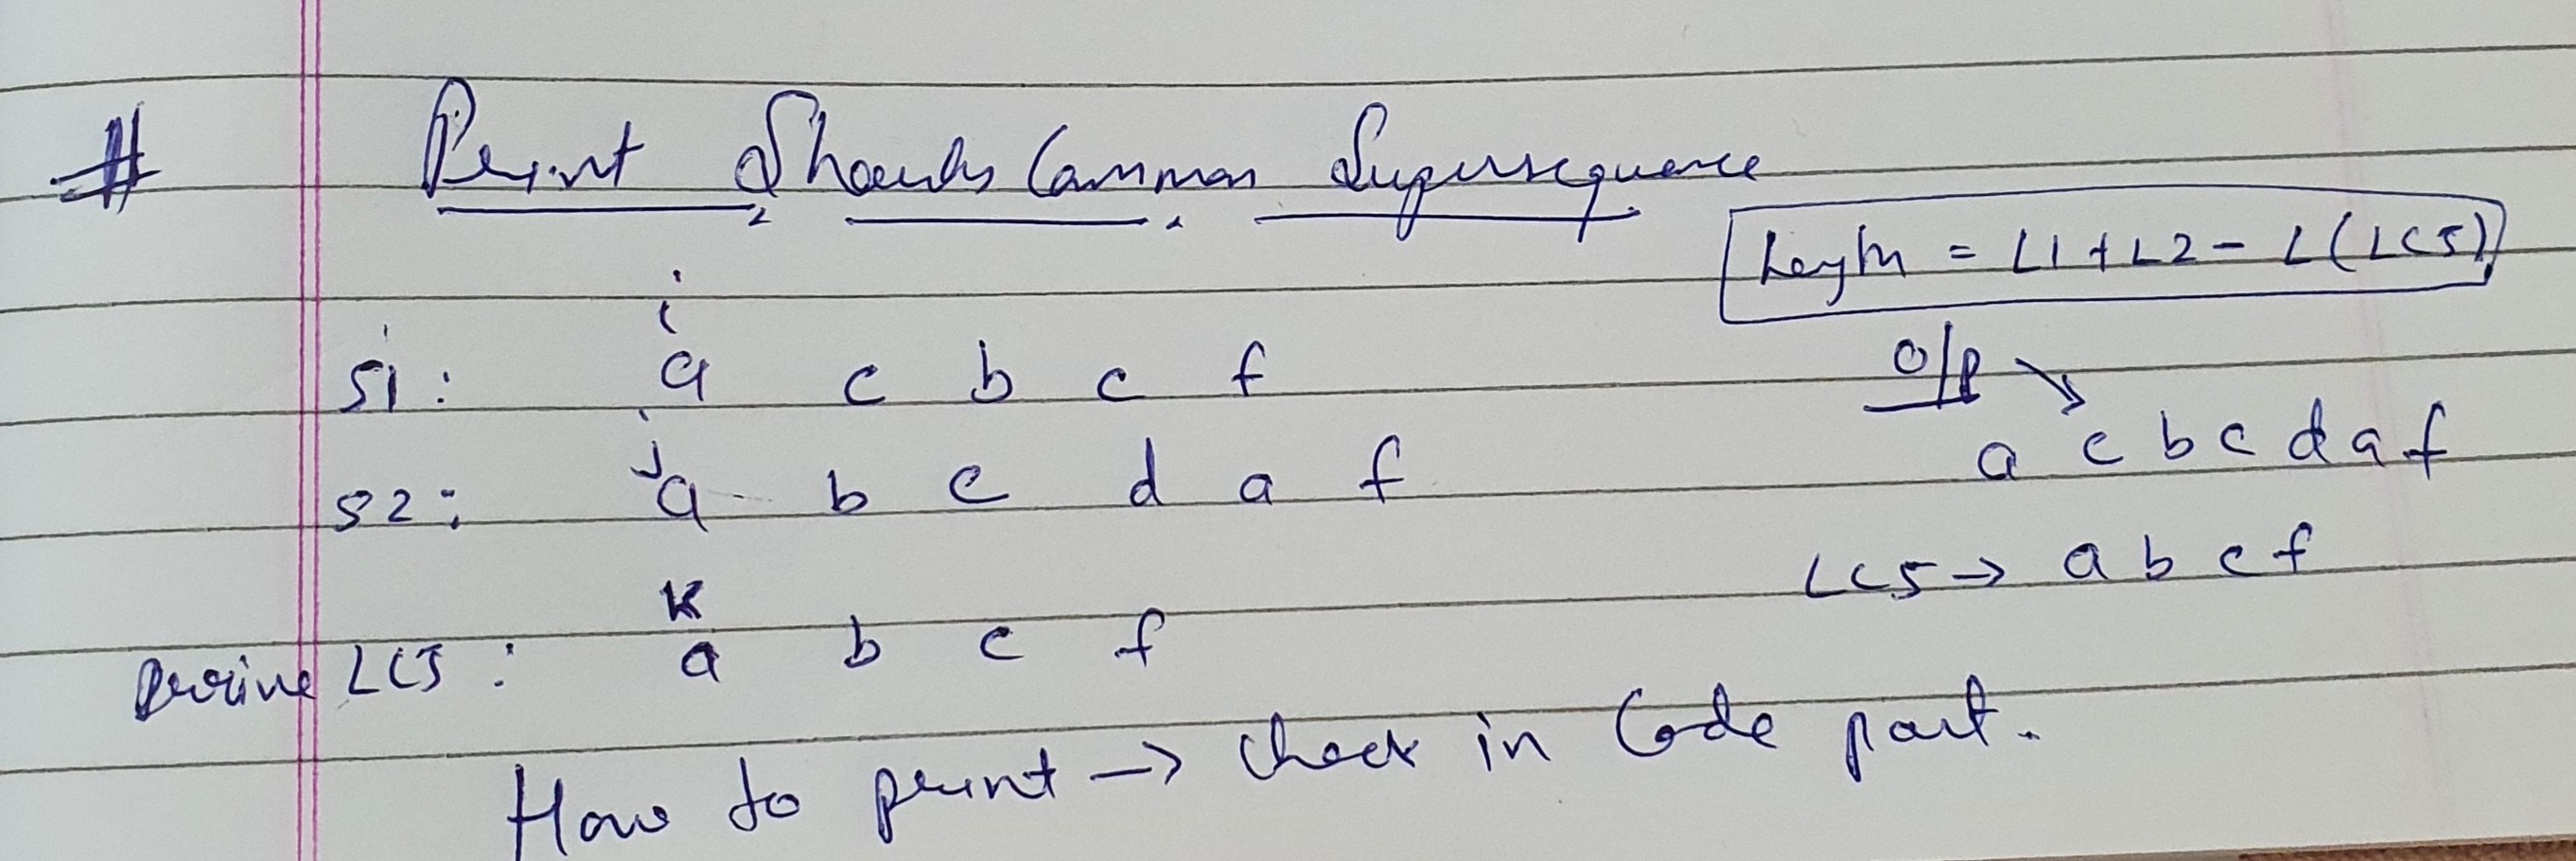 # Print Shortest Common Supersequence
Length = L1 + L2 - L(LCS)
i
S1: a c b c f
O/P ↘
j
a c b c d a f
S2: a b c d a f
LCS → a b c f
K
Derive LCS: a b c f
How to print → check in Code part.